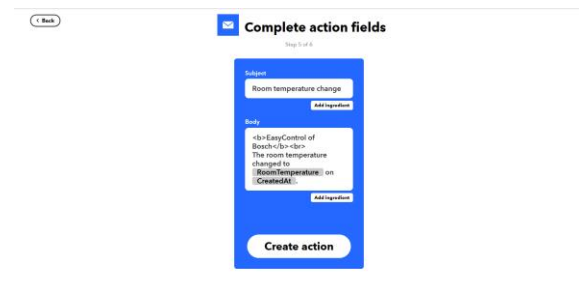 Back
Complete action fields
Step 5 of 6
Subject
Room temperature change
Add ingredient
Body
<b>EasyControl of
Bosch</b><br>
The room temperature
changed to
RoomTemperature on
CreatedAt .
Add ingredient
Create action